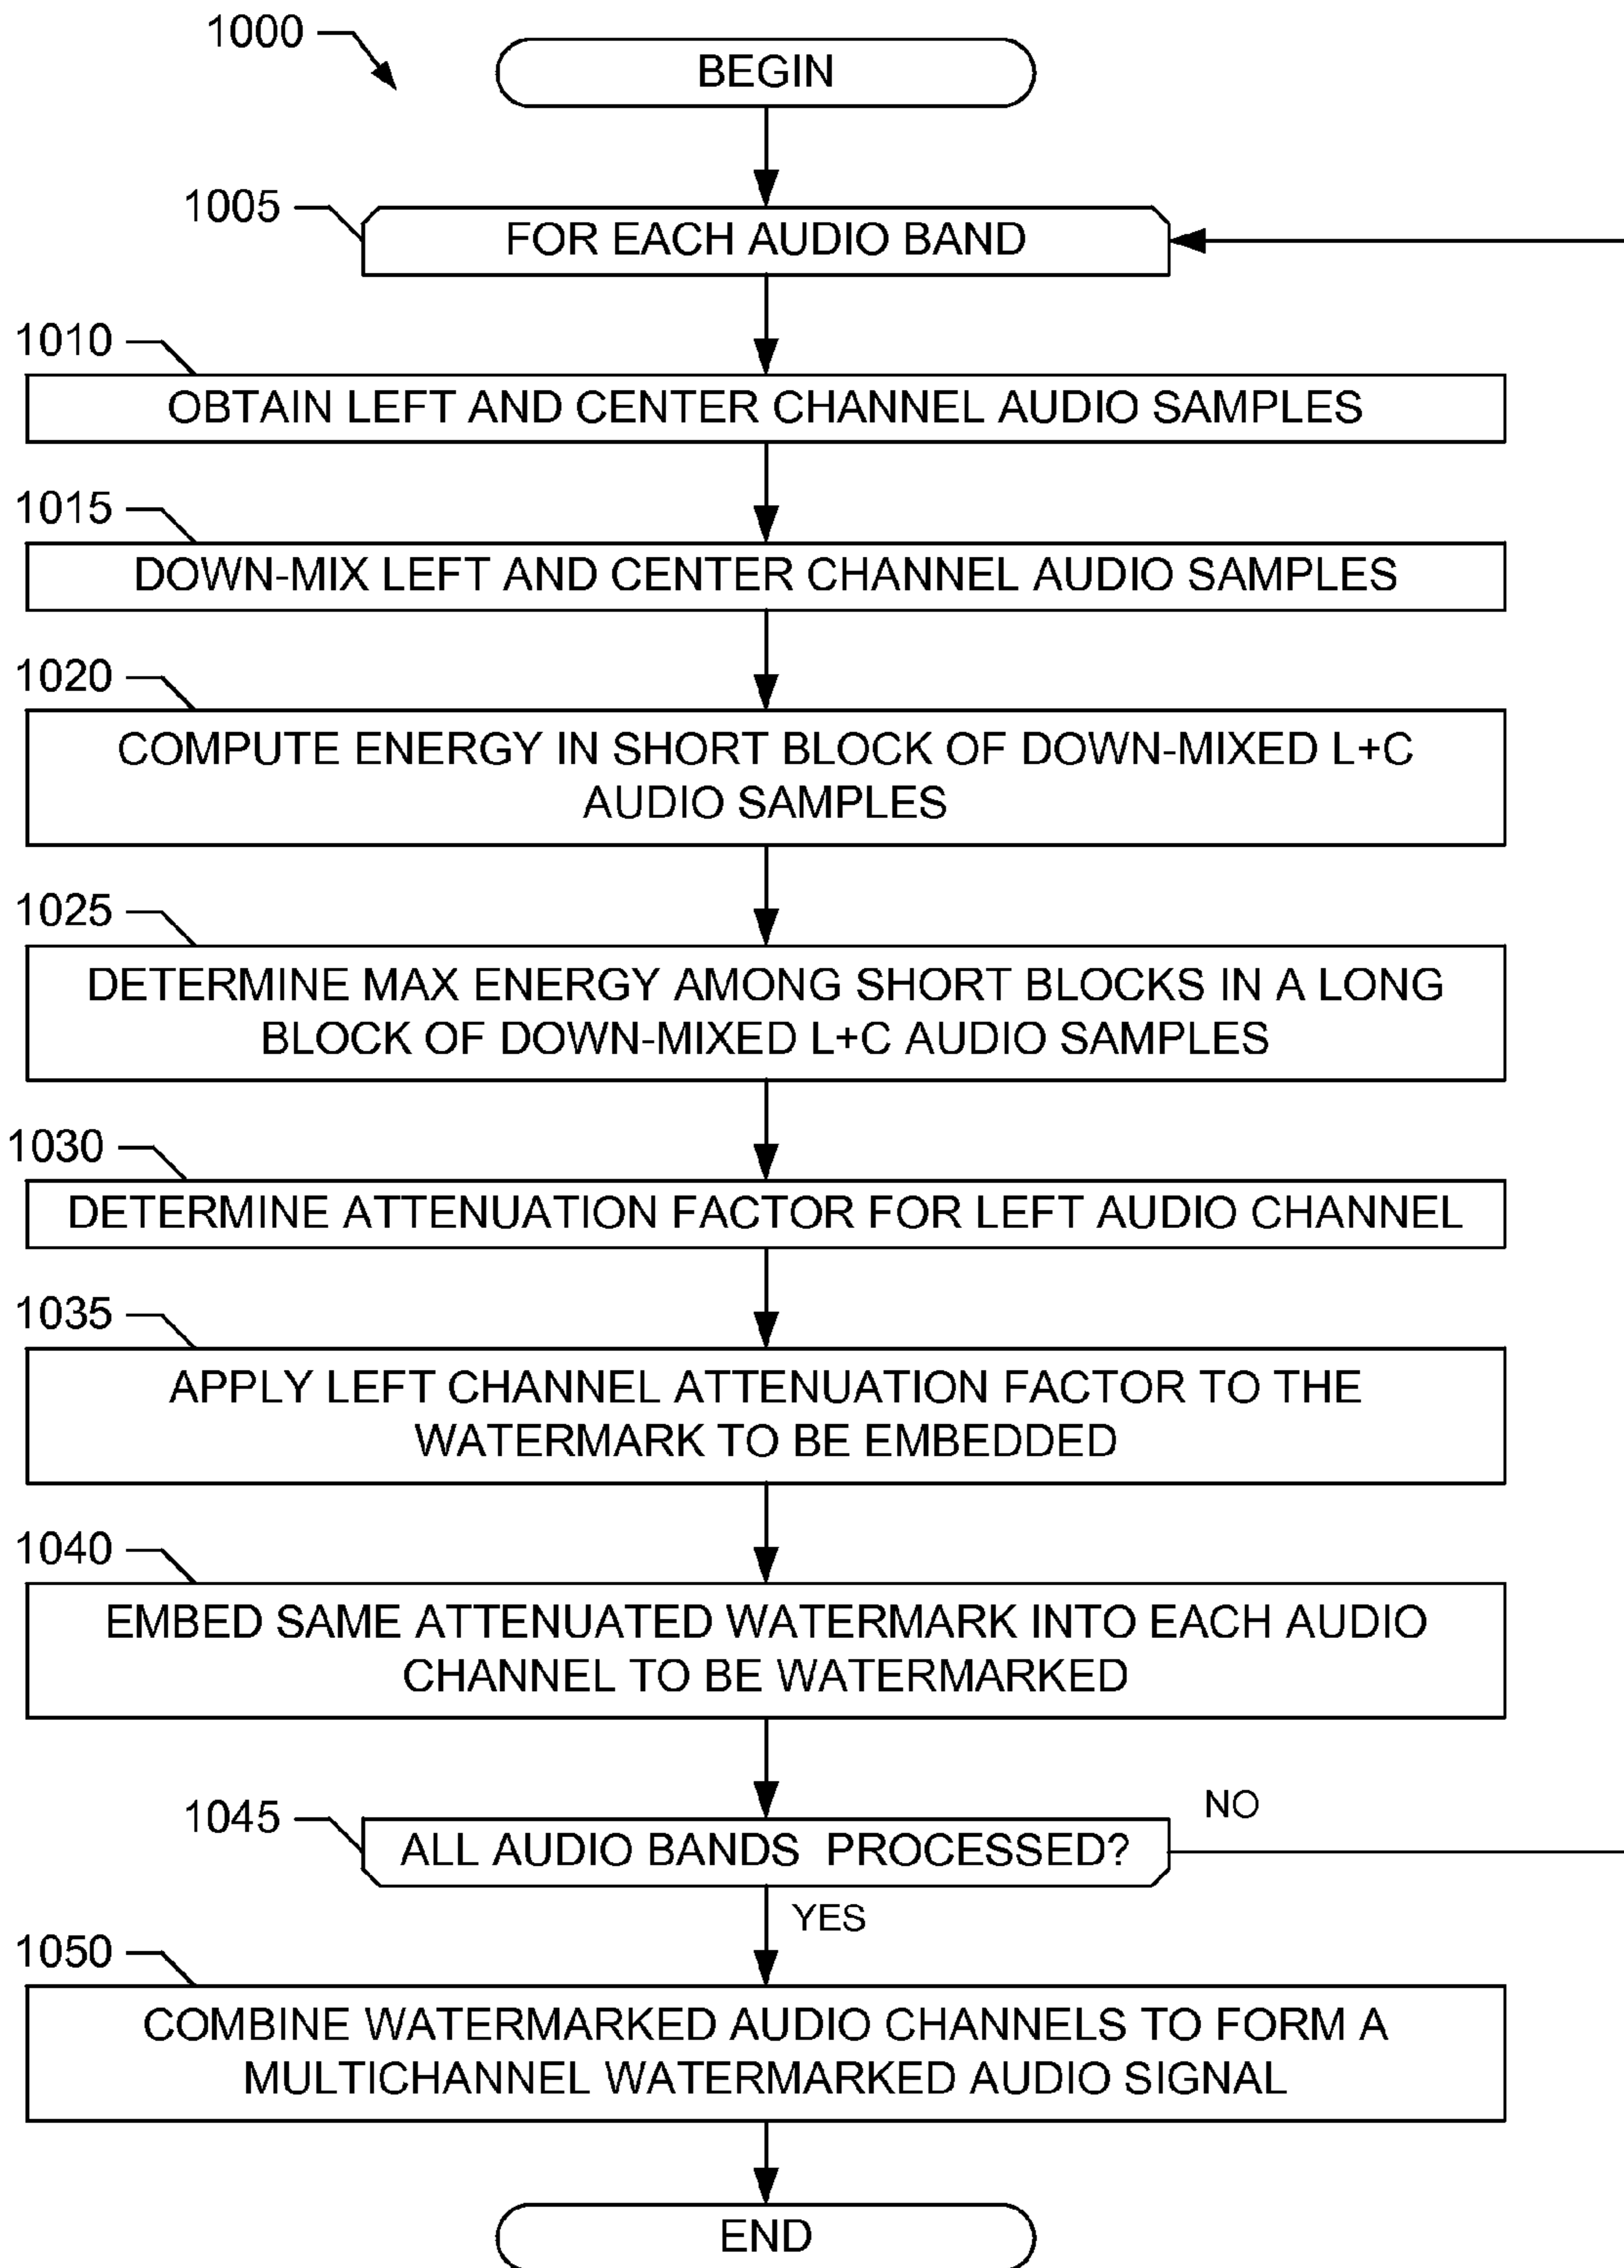 1000
BEGIN
1005
FOR EACH AUDIO BAND
1010
OBTAIN LEFT AND CENTER CHANNEL AUDIO SAMPLES
1015
DOWN-MIX LEFT AND CENTER CHANNEL AUDIO SAMPLES
1020
COMPUTE ENERGY IN SHORT BLOCK OF DOWN-MIXED L+C
AUDIO SAMPLES
1025
DETERMINE MAX ENERGY AMONG SHORT BLOCKS IN A LONG
BLOCK OF DOWN-MIXED L+C AUDIO SAMPLES
1030
DETERMINE ATTENUATION FACTOR FOR LEFT AUDIO CHANNEL
1035
APPLY LEFT CHANNEL ATTENUATION FACTOR TO THE
WATERMARK TO BE EMBEDDED
1040
EMBED SAME ATTENUATED WATERMARK INTO EACH AUDIO
CHANNEL TO BE WATERMARKED
1045
ALL AUDIO BANDS PROCESSED?
NO
YES
1050
COMBINE WATERMARKED AUDIO CHANNELS TO FORM A
MULTICHANNEL WATERMARKED AUDIO SIGNAL
END